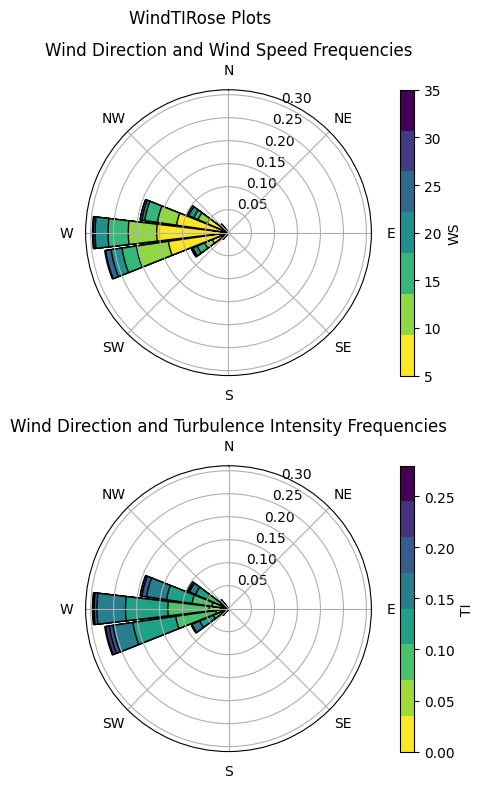 WindTIRose Plots
Wind Direction and Wind Speed Frequencies
N
NW
NE
0.30
0.25
0.20
0.15
0.10
0.05
W
E
SW
SE
S
35
30
25
20
15
10
5
WS
Wind Direction and Turbulence Intensity Frequencies
N
NW
NE
0.30
0.25
0.20
0.15
0.10
0.05
W
E
SW
SE
S
0.25
0.20
0.15
0.10
0.05
0.00
TI